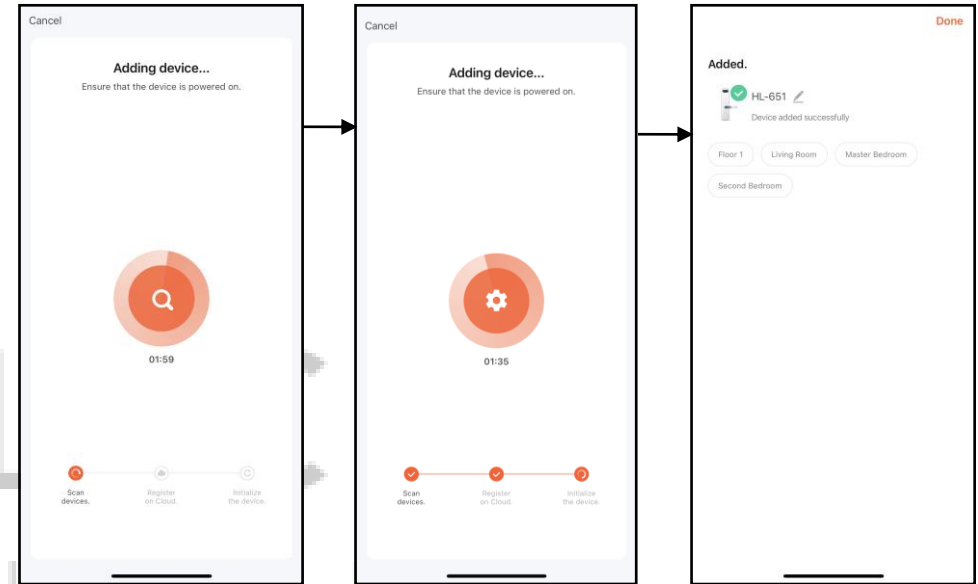 Cancel
Adding device...
Ensure that the device is powered on.
01:59
Scan devices.
Register on Cloud.
Initialize the device.
Cancel
Adding device...
Ensure that the device is powered on.
01:35
Scan devices.
Register on Cloud.
Initialize the device.
Done
Added.
HL-651
Device added successfully
Floor 1
Living Room
Master Bedroom
Second Bedroom